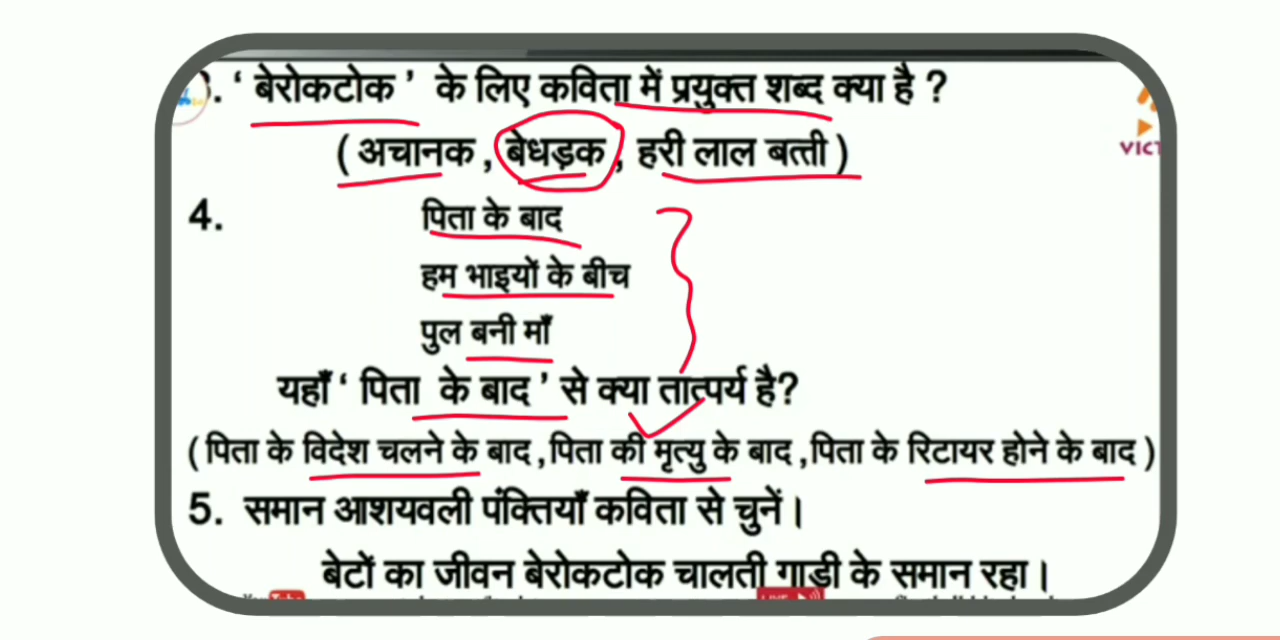 . ‘ बेरोकटोक ’ के लिए कविता में प्रयुक्त शब्द क्या है ?
( अचानक , बेधड़क , हरी लाल बत्ती )
VICT
4. पिता के बाद
हम भाइयों के बीच
पुल बनी माँ
यहाँ ‘ पिता के बाद ’ से क्या तात्पर्य है?
( पिता के विदेश चलने के बाद ,पिता की मृत्यु के बाद ,पिता के रिटायर होने के बाद )
5. समान आशयवली पंक्तियाँ कविता से चुनें।
बेटों का जीवन बेरोकटोक चालती गाडी के समान रहा।